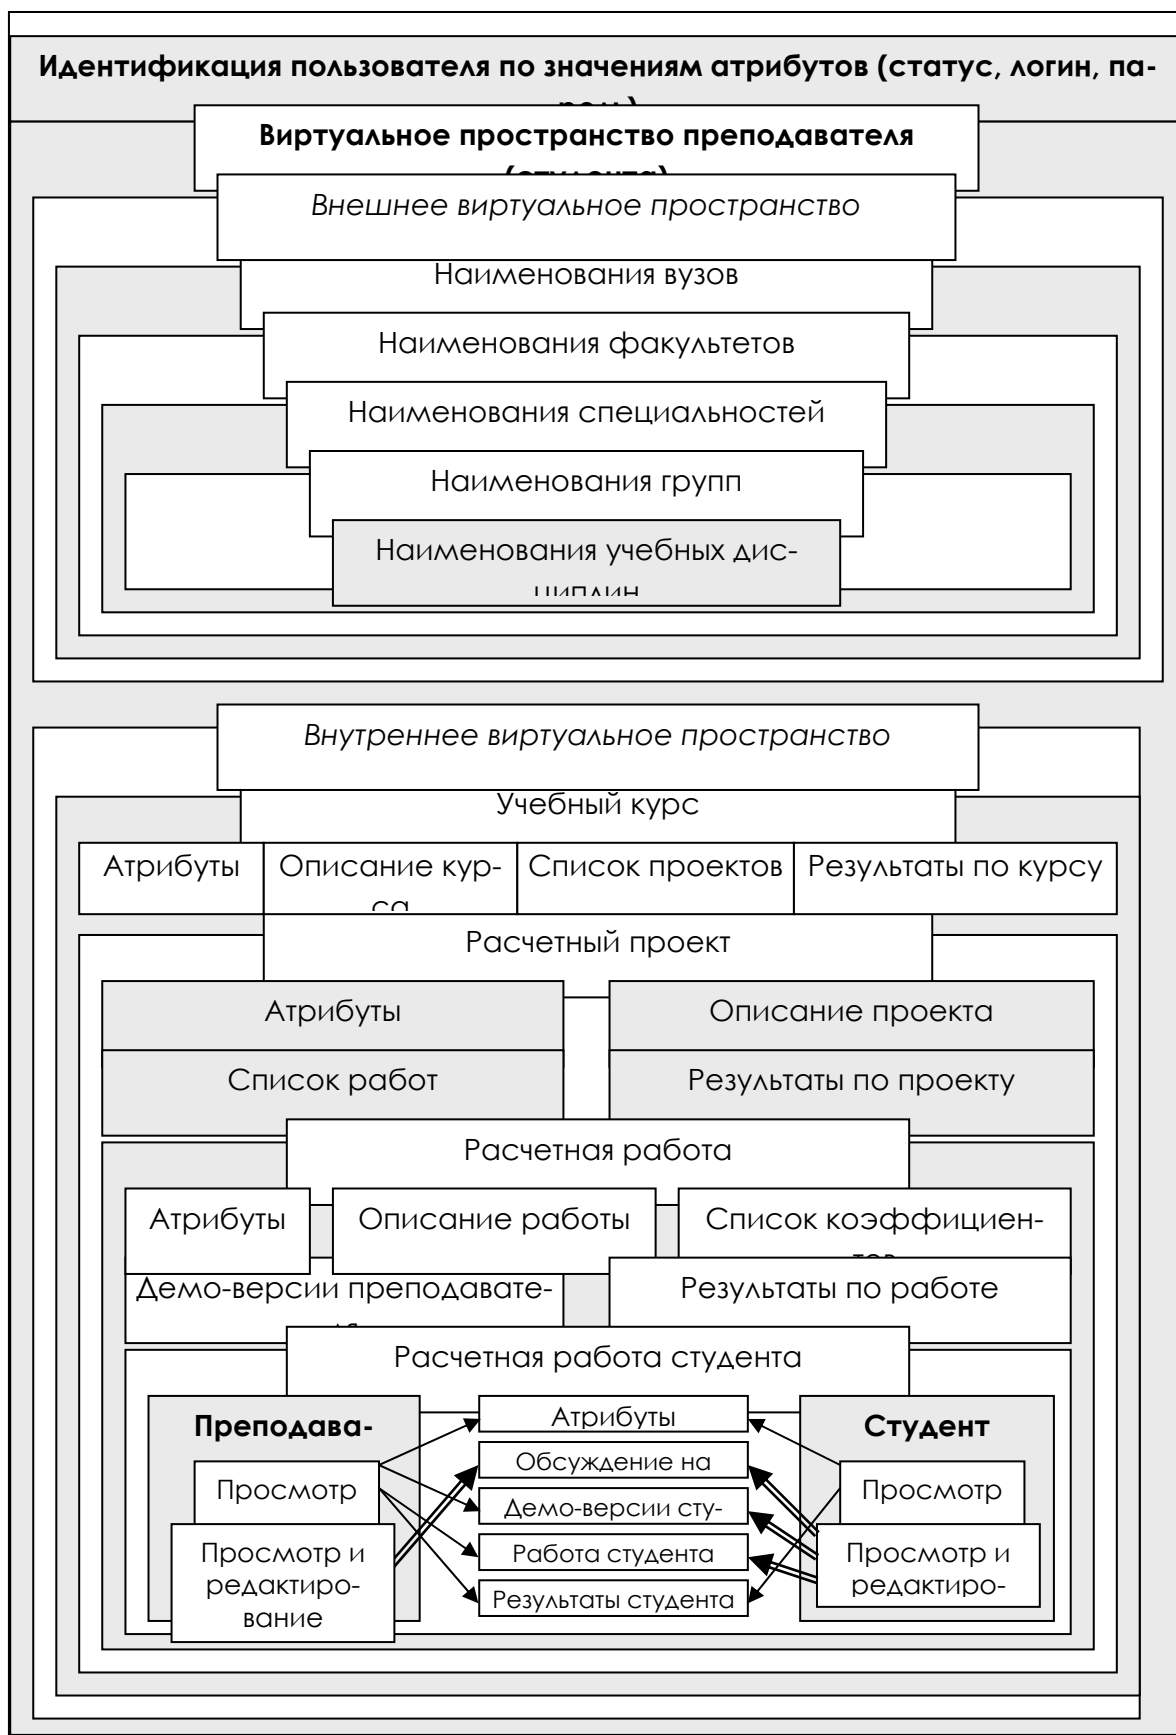 Идентификация пользователя по значениям атрибутов (статус, логин, па-
Виртуальное пространство преподавателя
(студента)
Внешнее виртуальное пространство
Наименования вузов
Наименования факультетов
Наименования специальностей
Наименования групп
Наименования учебных дис-
циплин
Внутреннее виртуальное пространство
Учебный курс
Атрибуты
Описание кур-
са
Список проектов
Результаты по курсу
Расчетный проект
Атрибуты
Описание проекта
Список работ
Результаты по проекту
Расчетная работа
Атрибуты
Описание работы
Список коэффициен-
тов
Демо-версии преподавате-
Результаты по работе
Расчетная работа студента
Преподава-
Просмотр
Просмотр и
редактиро-
вание
Атрибуты
Обсуждение на
Демо-версии сту-
Работа студента
Результаты студента
Студент
Просмотр
Просмотр и
редактиро-